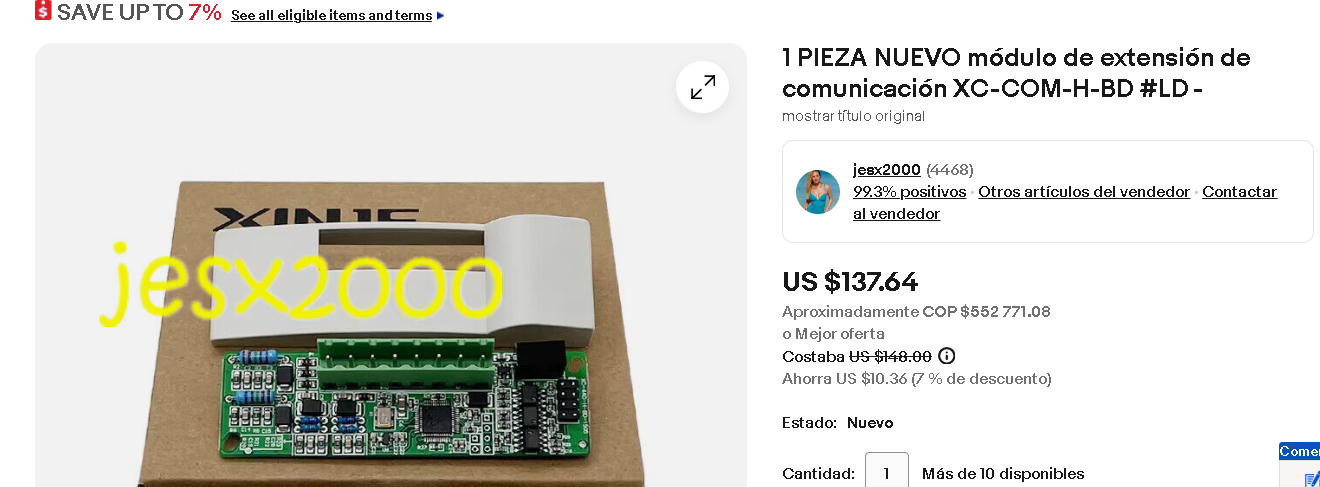 SAVE UP TO 7% See all eligible items and terms
1 PIEZA NUEVO módulo de extensión de
comunicación XC-COM-H-BD #LD -
mostrar título original
jesx2000 (4468)
99.3% positivos · Otros artículos del vendedor · Contactar
al vendedor
XINJE
jesx2000
US $137.64
Aproximadamente COP $552 771.08
o Mejor oferta
Costaba US $148.00
Ahorra US $10.36 (7 % de descuento)
Estado: Nuevo
Cantidad: 1 Más de 10 disponibles